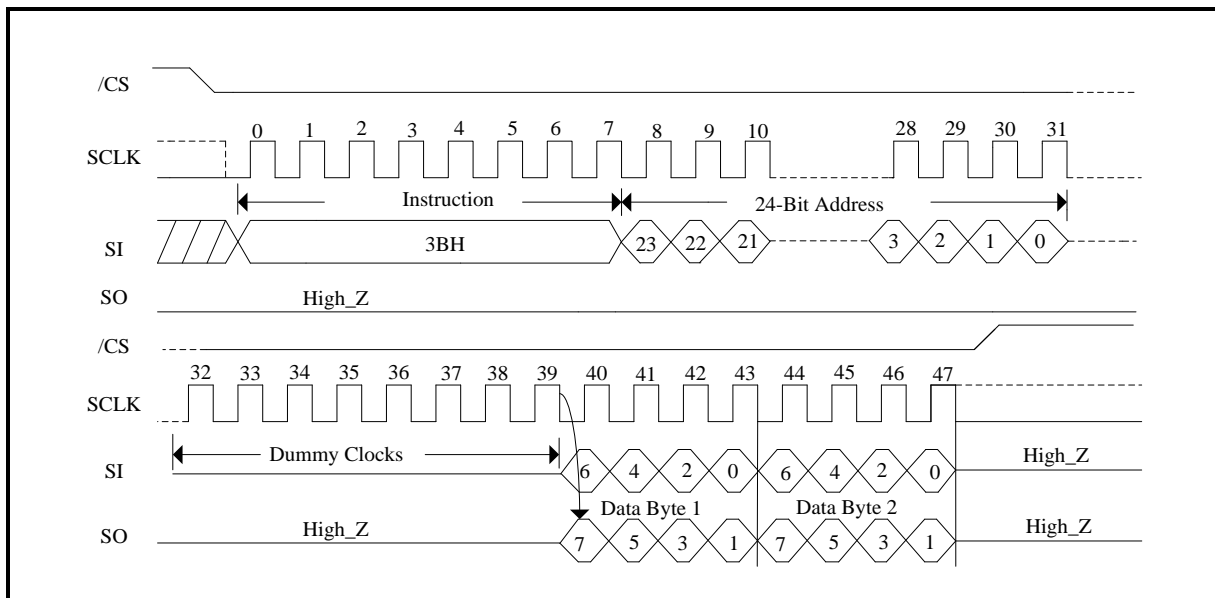 /CS
0 1 2 3 4 5 6 7 8 9 10 28 29 30 31
SCLK
Instruction 24-Bit Address
SI 3BH 23 22 21 3 2 1 0
SO High_Z
/CS
32 33 34 35 36 37 38 39 40 41 42 43 44 45 46 47
SCLK
Dummy Clocks
SI 6 4 2 0 6 4 2 0 High_Z
Data Byte 1 Data Byte 2
SO High_Z 7 5 3 1 7 5 3 1 High_Z